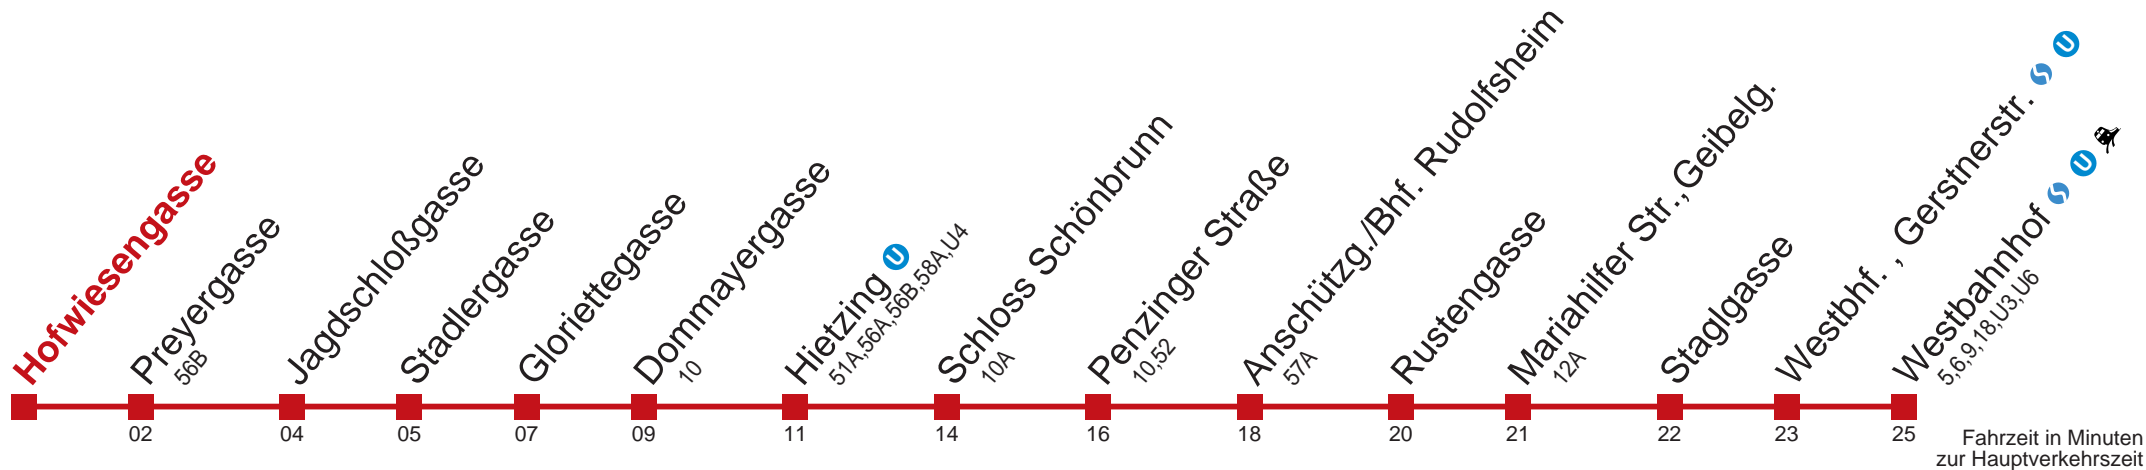 Hofwiesengasse
Preyergasse
56B
Jagdschloßgasse
Stadlergasse
Gloriettegasse
Dommayergasse
10
Hietzing U
51A,56A,56B,58A,U4
Schloss Schönbrunn
10A
Penzinger Straße
10,52
Anschützg./Bhf. Rudolfsheim
57A
Rustengasse
Mariahilfer Str.,Geibelg.
12A
Staglgasse
Westbhf. , Gerstnerstr. S U
Westbahnhof S U
5,6,9,18,U3,U6
02 04 05 07 09 11 14 16 18 20 21 22 23 25
Fahrzeit in Minuten
zur Hauptverkehrszeit